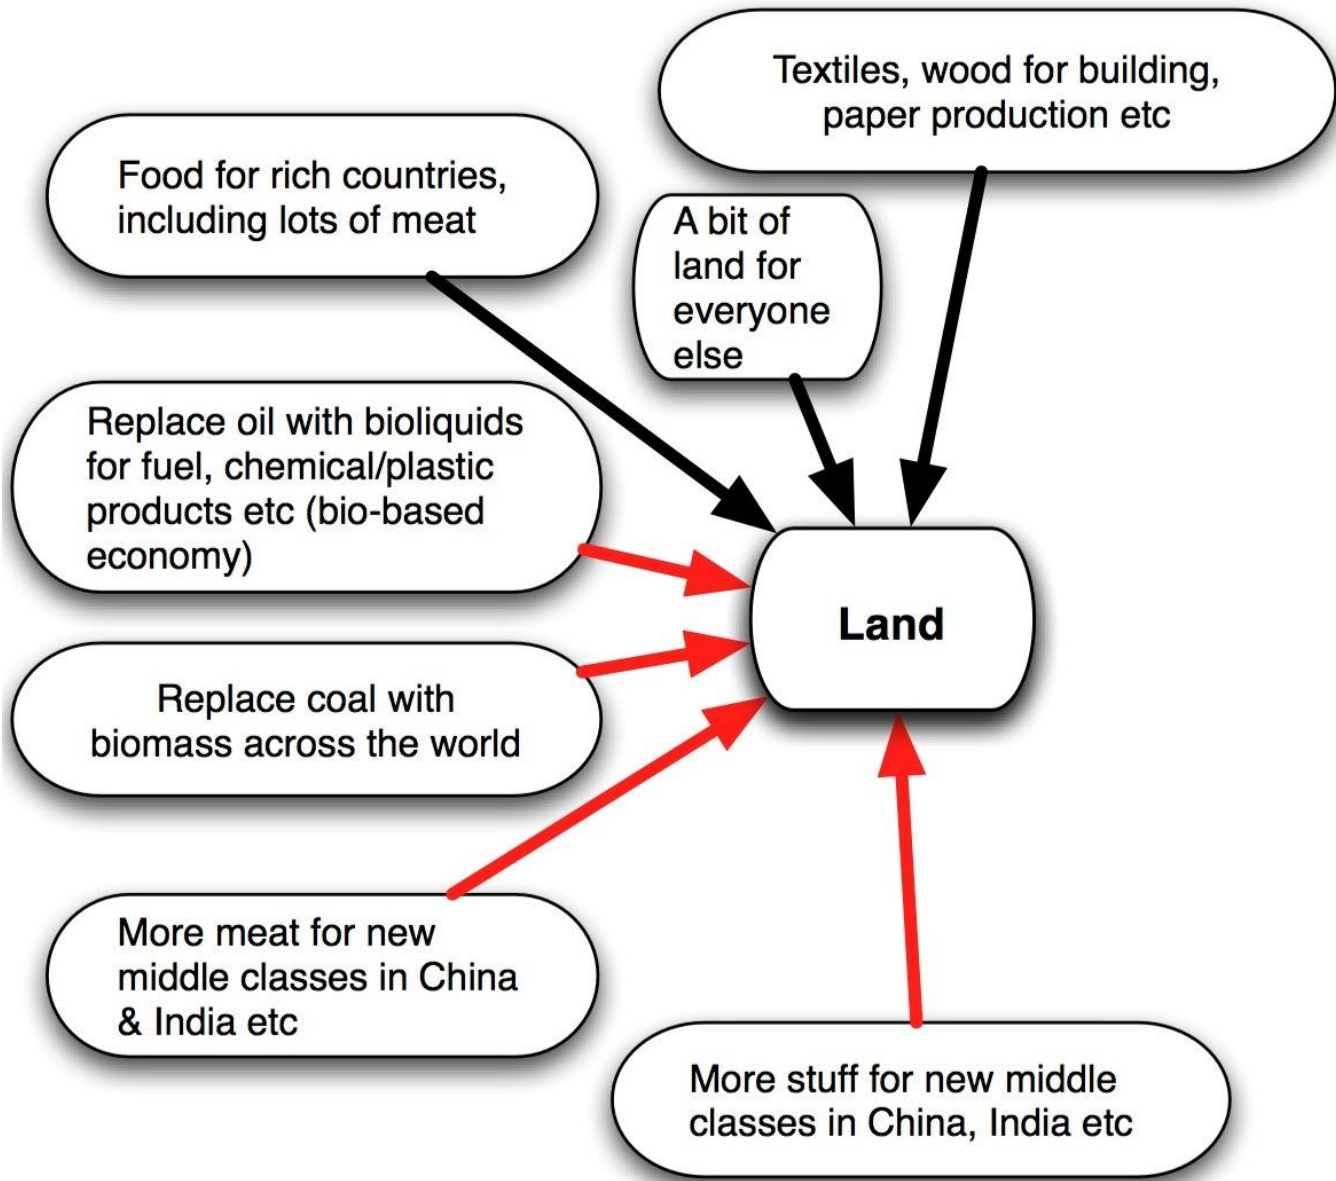 Textiles, wood for building,
paper production etc
Food for rich countries,
including lots of meat
A bit of
land for
everyone
else
Replace oil with bioliquids
for fuel, chemical/plastic
products etc (bio-based
economy)
Land
Replace coal with
biomass across the world
More meat for new
middle classes in China
& India etc
More stuff for new middle
classes in China, India etc